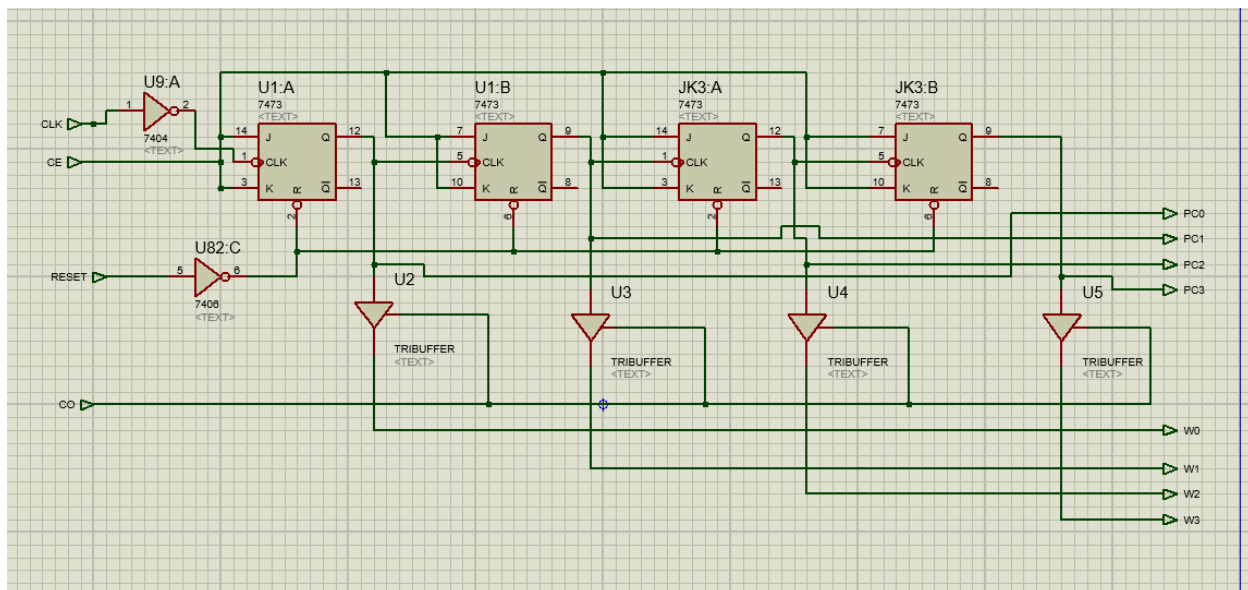 U9:A
U1:A
U1:B
JK3:A
JK3:B
7473
<TEXT>
7473
<TEXT>
7473
<TEXT>
7473
<TEXT>
1
2
CLK
7404
<TEXT>
CE
14
J
Q
12
1
CLK
3
K
R
Q
13
2
7
J
Q
9
5
CLK
10
K
R
Q
8
6
14
J
Q
12
1
CLK
3
K
R
Q
13
2
7
J
Q
9
5
CLK
10
K
R
Q
8
6
PC0
PC1
PC2
PC3
U82:C
RESET
5
6
7406
<TEXT>
U2
U3
U4
U5
TRIBUFFER
<TEXT>
TRIBUFFER
<TEXT>
TRIBUFFER
<TEXT>
TRIBUFFER
<TEXT>
CO
W0
W1
W2
W3